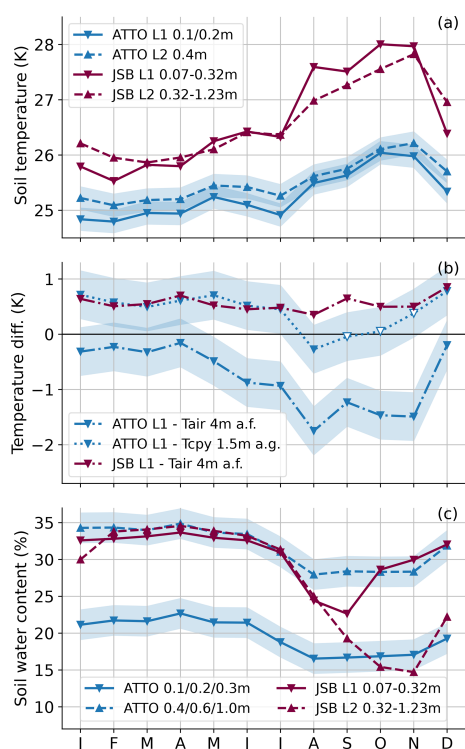 (a)
ATTO L1 0.1/0.2m
ATTO L2 0.4m
JSB L1 0.07-0.32m
JSB L2 0.32-1.23m
Soil temperature (K)
28
27
26
25
(b)
Temperature diff. (K)
1
0
−1
−2
ATTO L1 - Tair 4m a.f.
ATTO L1 - Tcpy 1.5m a.g.
JSB L1 - Tair 4m a.f.
(c)
Soil water content (%)
35
30
25
20
15
10
ATTO 0.1/0.2/0.3m
ATTO 0.4/0.6/1.0m
JSB L1 0.07-0.32m
JSB L2 0.32-1.23m
J F M A M J J A S O N D